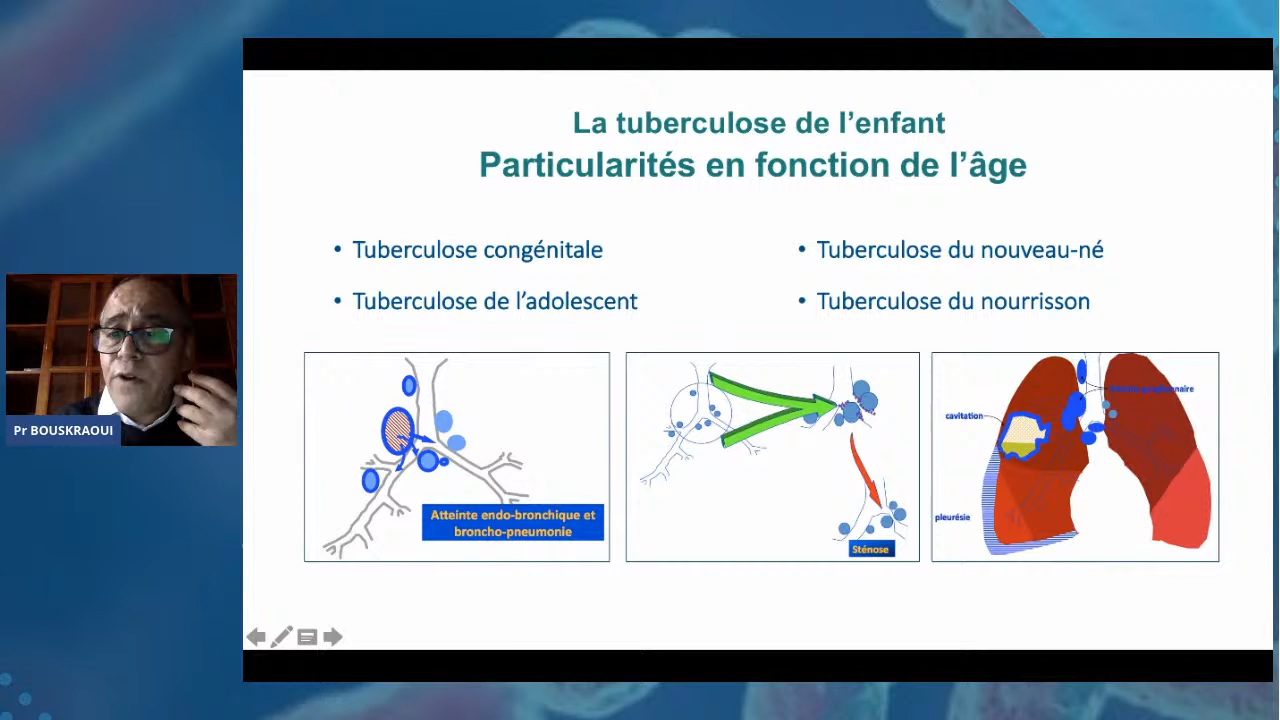 La tuberculose de l’enfant
Particularités en fonction de l’âge
• Tuberculose congénitale
• Tuberculose du nouveau-né
• Tuberculose de l’adolescent
• Tuberculose du nourrisson
Atteinte endo-bronchique et
broncho-pneumonie
Sténose
cavitation
pleurésie
Pr BOUSKRAOUI